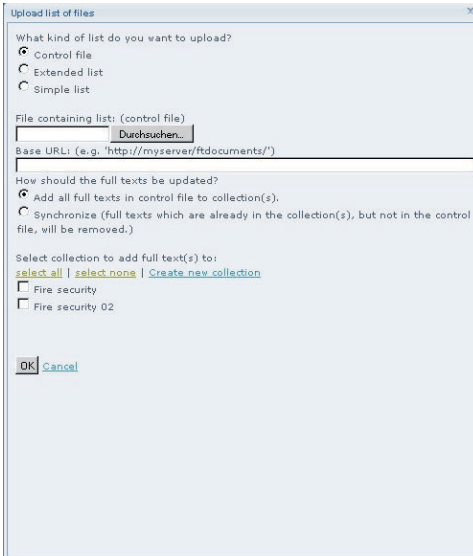 Upload list of files
What kind of list do you want to upload?
Control file
Extended list
Simple list
File containing list: (control file)
Durchsuchen...
Base URL: (e.g. 'http://myserver/ftdocuments/')
How should the full texts be updated?
Add all full texts in control file to collection(s).
Synchronize (full texts which are already in the collection(s), but not in the control
file, will be removed.)
Select collection to add full text(s) to:
select all | select none | Create new collection
Fire security
Fire security 02
OK Cancel